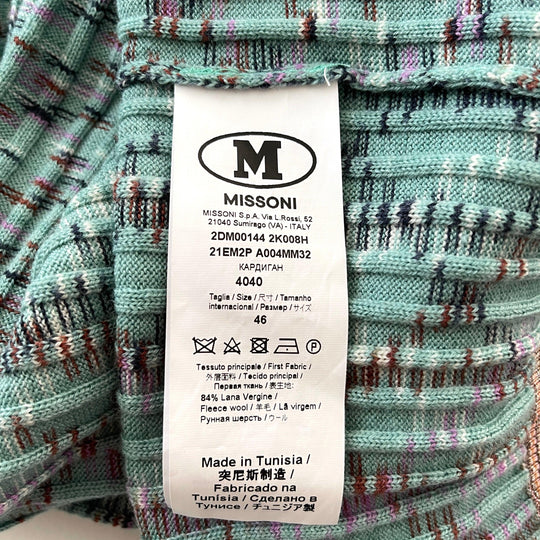 M
MISSONI
MISSONI S.p.A. Via L.Rossi, 52
21040 Sumirago (VA) - ITALY
2DM00144 2K008H
21EM2P A004MM32
КАРДИГАН
4040
Taglia / Size / 尺寸 / Tamanho
internacional / Размер / サイズ
46
P
Tessuto principale / First Fabric /
外层面料 / Tecido principal /
Первая ткань / 表生地:
84% Lana Vergine /
Fleece wool / 羊毛 / Lã virgem /
Рунная шерсть / ウール
Made in Tunisia /
突尼斯制造 /
Fabricado na
Tunísia / Сделано в
Тунисе / チュニジア製